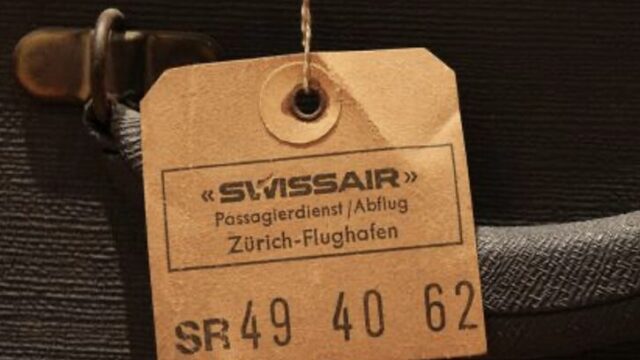 «SWISSAIR»
Passagierdienst/Abflug
Zürich-Flughafen
SR 49 40 62